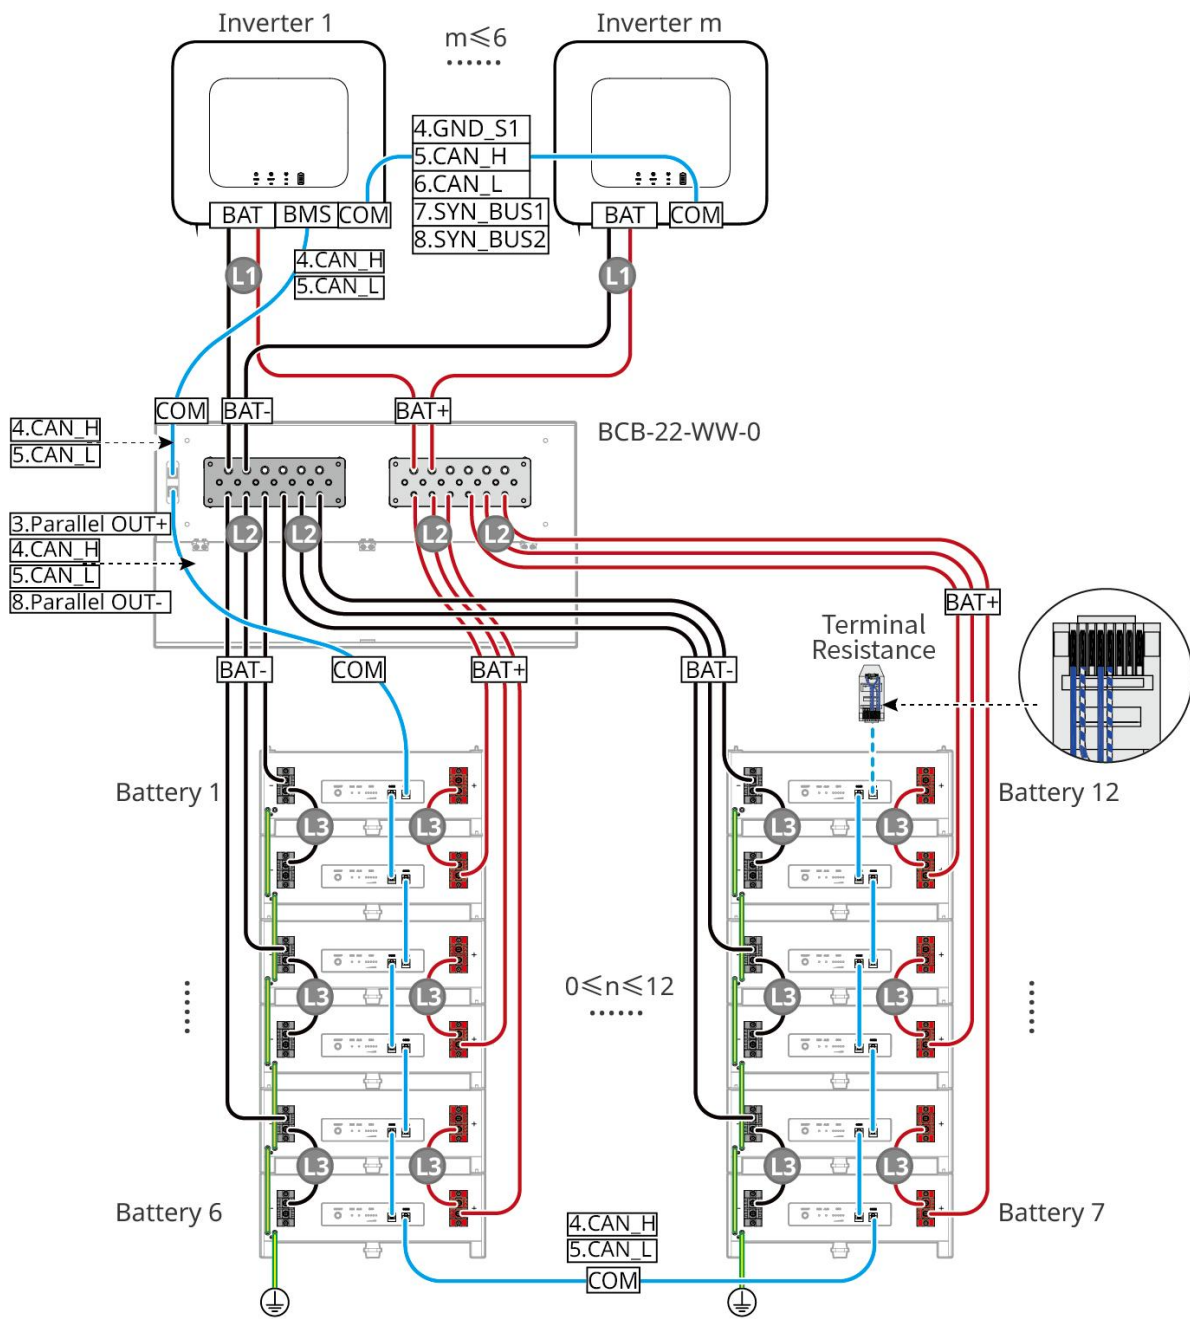 Inverter 1
m≤6
Inverter m
4.GND_S1
5.CAN_H
6.CAN_L
7.SYN_BUS1
8.SYN_BUS2
BAT
BMS
COM
BAT
COM
4.CAN_H
5.CAN_L
L1
L1
COM
BAT-
BAT+
BCB-22-WW-0
4.CAN_H
5.CAN_L
3.Parallel OUT+
4.CAN_H
5.CAN_L
8.Parallel OUT-
L2
L2
L2
L2
BAT+
Terminal
Resistance
BAT-
COM
BAT+
BAT-
Battery 1
Battery 12
L3
L3
L3
L3
0≤n≤12
L3
L3
L3
L3
L3
L3
L3
L3
Battery 6
Battery 7
4.CAN_H
5.CAN_L
COM